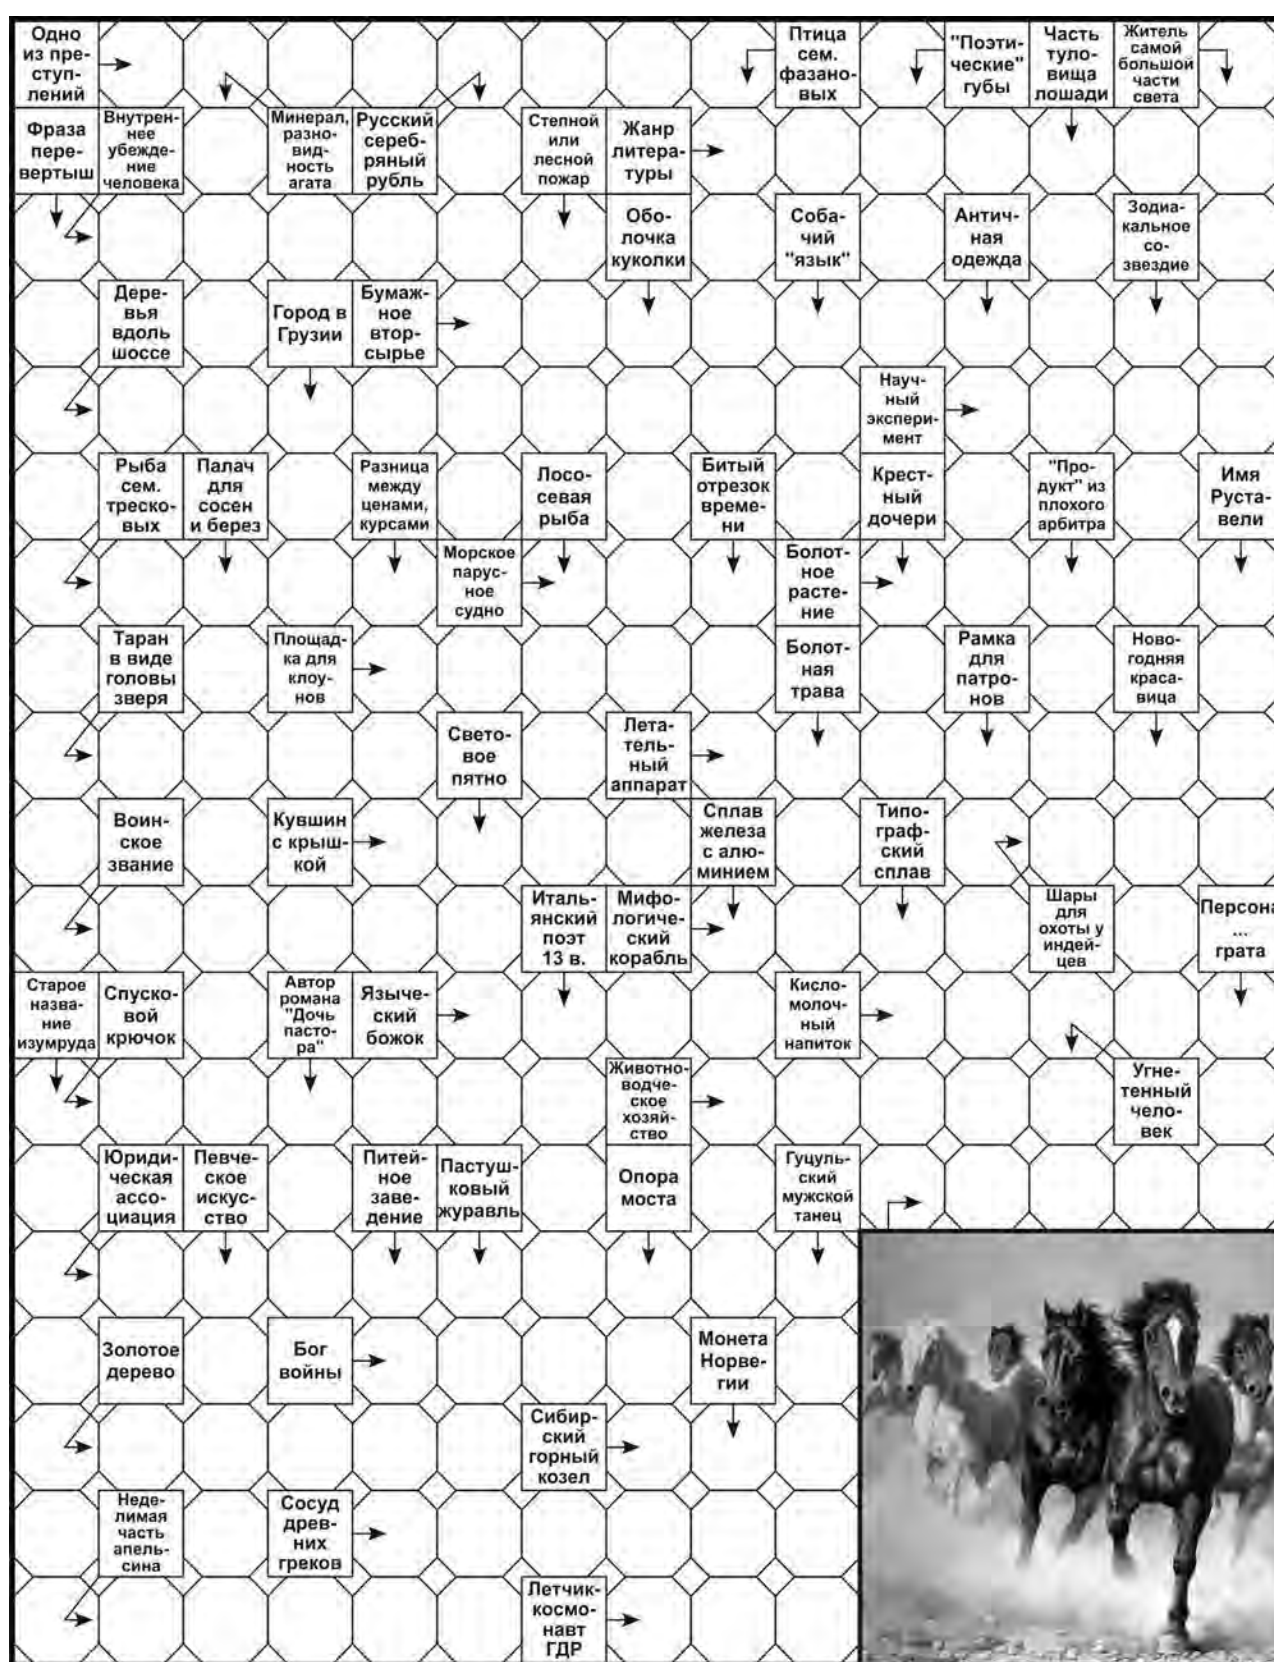 Одно
из пре-
ступ-
лений
Птица
сем.
фазано-
вых
"Поэти-
ческие"
губы
Часть
туло-
вища
лошади
Житель
самой
большой
части
света
Фраза
пере-
вертыш
Внутрен-
нее
убежде-
ние
человека
Минерал,
разно-
вид-
ность
агата
Русский
сереб-
ряный
рубль
Степной
или
лесной
пожар
Жанр
литера-
туры
Обо-
лочка
куколки
Соба-
чий
"язык"
Антич-
ная
одежда
Зодиа-
кальное
со-
звездие
Дере-
вья
вдоль
шоссе
Город в
Грузии
Бумаж-
ное
втор-
сырье
Науч-
ный
экспери-
мент
Рыба
сем.
треско-
вых
Палач
для
сосен
и берез
Разница
между
ценами,
курсами
Лосо-
севая
рыба
Битый
отрезок
време-
ни
Крест-
ный
дочери
"Про-
дукт" из
плохого
арбитра
Имя
Руста-
вели
Морское
парус-
ное
судно
Болот-
ное
расте-
ние
Таран
в виде
головы
зверя
Площад-
ка для
клоу-
нов
Болот-
ная
трава
Рамка
для
патро-
нов
Ново-
годняя
краса-
вица
Свето-
вое
пятно
Лета-
тель-
ный
аппарат
Воин-
ское
звание
Кувшин
с крыш-
кой
Сплав
железа
с алю-
минием
Типо-
граф-
ский
сплав
Италь-
янский
поэт
13 в.
Мифо-
логиче-
ский
корабль
Шары
для
охоты у
индей-
цев
Персона
...
грата
Старое
назва-
ние
изумруда
Спуско-
вой
крючок
Автор
романа
"Дочь
пасто-
ра"
Языче-
ский
божок
Кисло-
молоч-
ный
напиток
Животно-
водче-
ское
хозяй-
ство
Угне-
тенный
чело-
век
Юриди-
ческая
ассо-
циация
Певче-
ское
искус-
ство
Питей-
ное
заве-
дение
Пастуш-
ковый
журавль
Опора
моста
Гуцуль-
ский
мужской
танец
Золотое
дерево
Бог
войны
Монета
Норве-
гии
Сибир-
ский
горный
козел
Неде-
лимая
часть
апель-
сина
Сосуд
древ-
них
греков
Летчик-
космо-
навт
ГДР